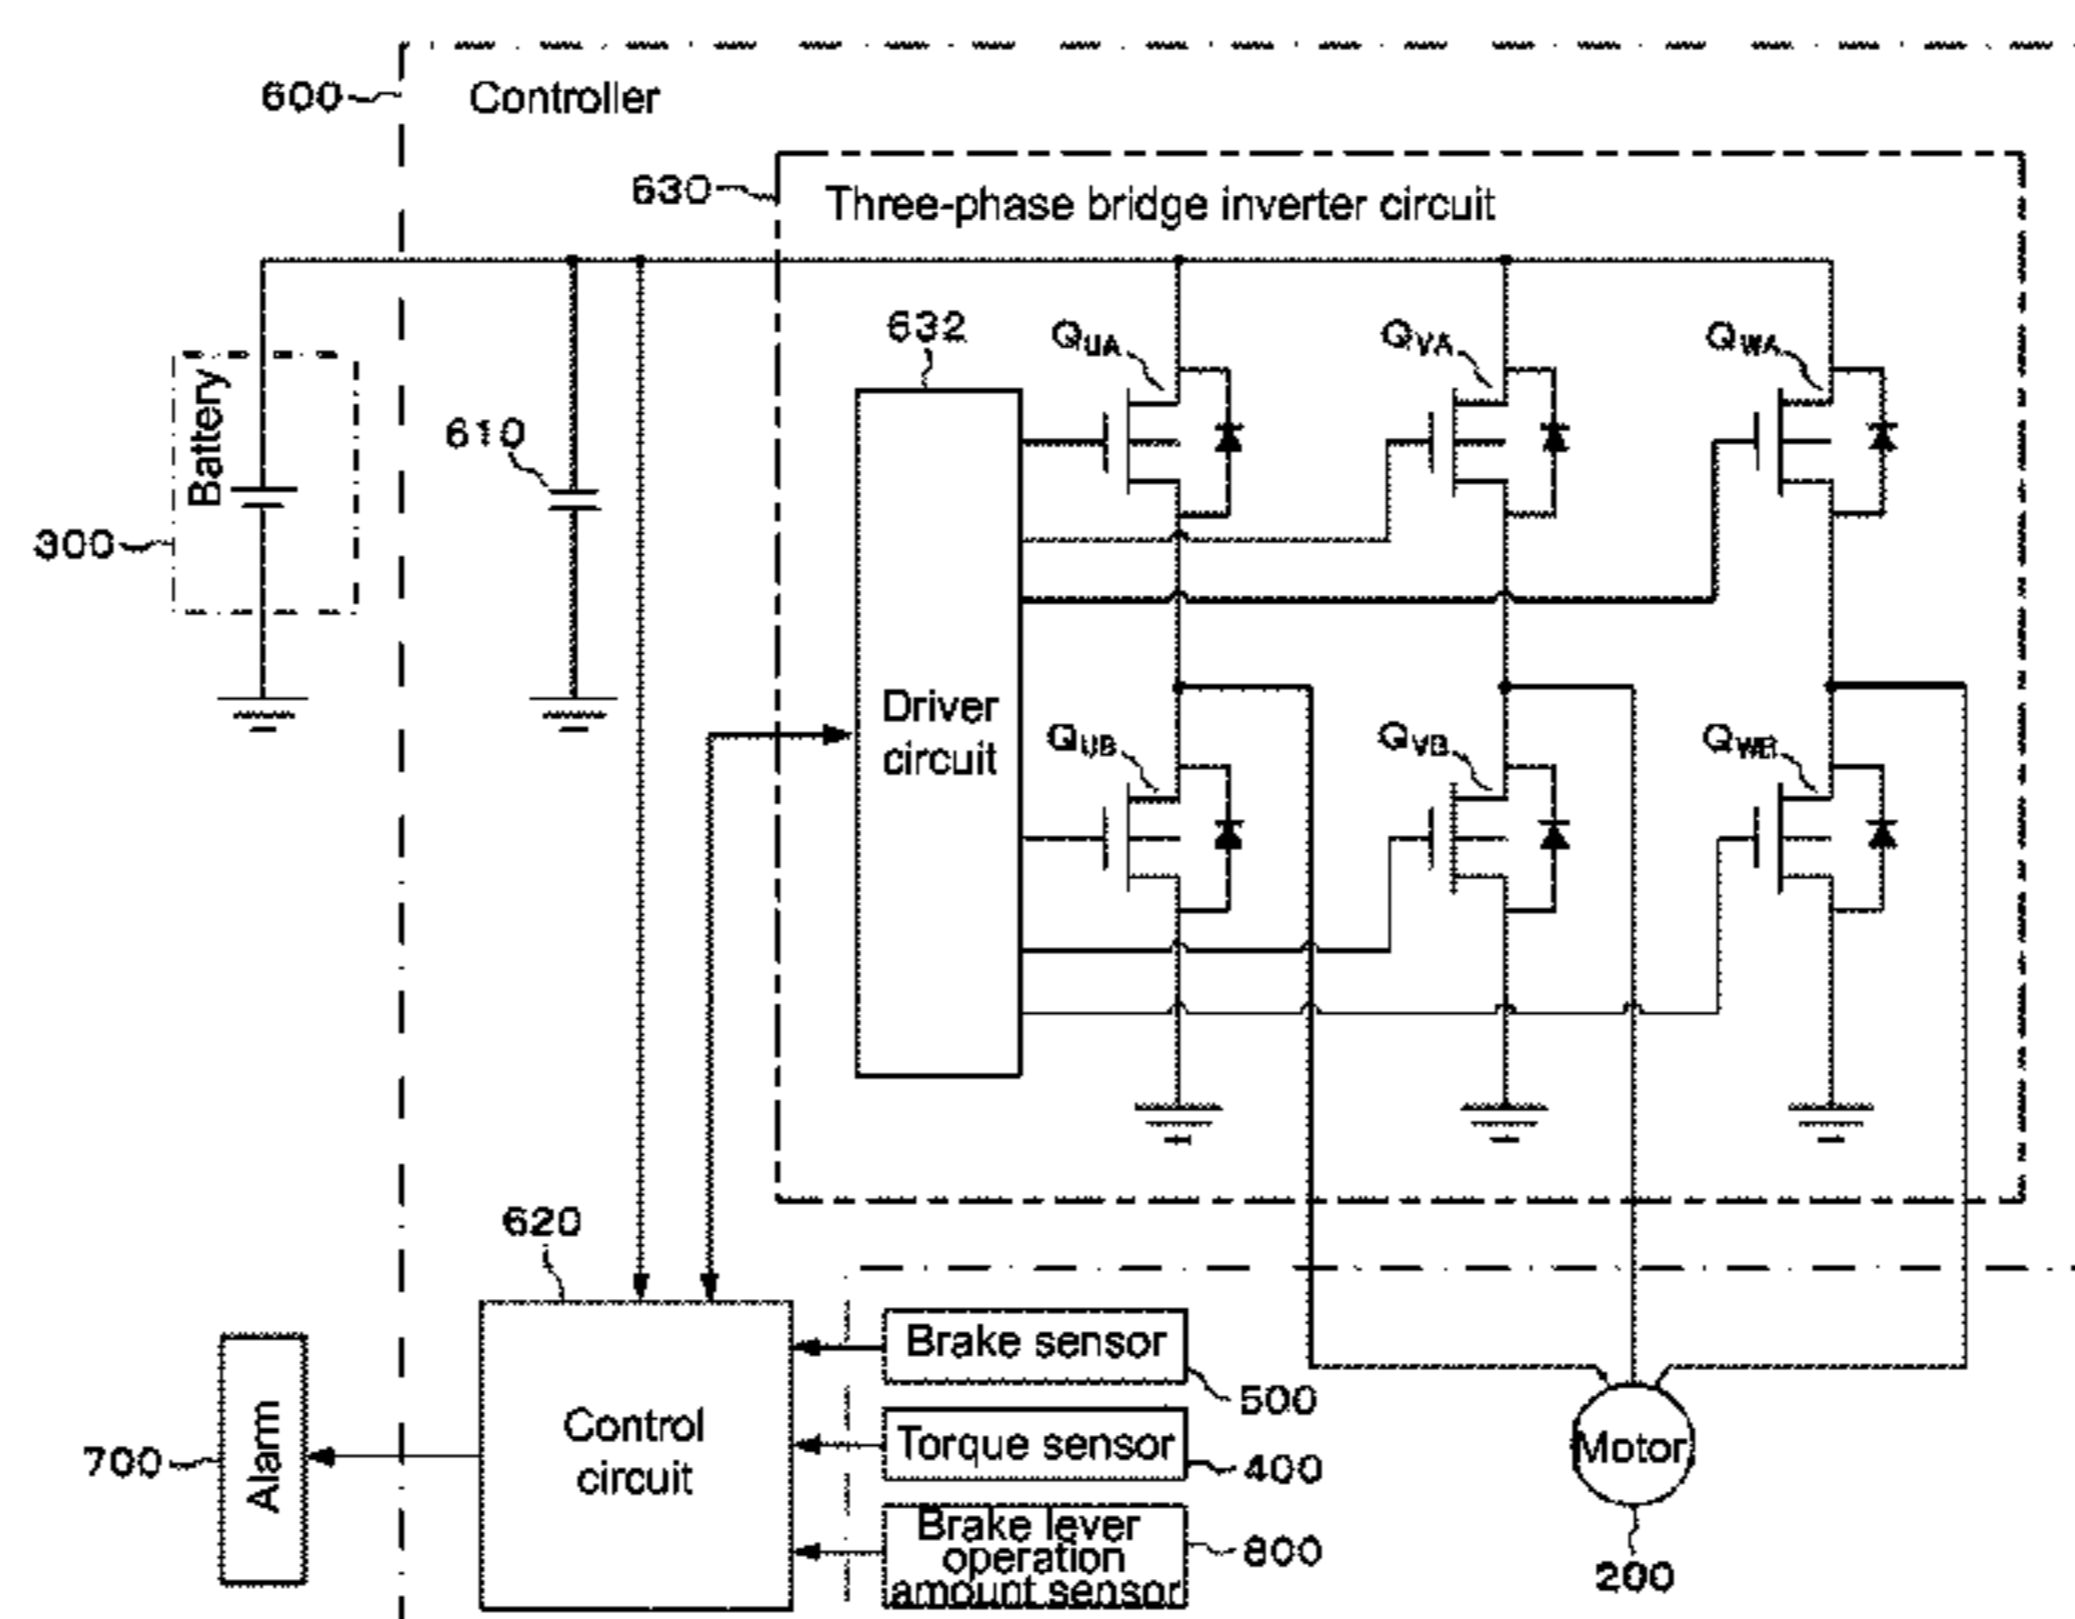 600
Controller
630
Three-phase bridge inverter circuit
632
QUA
QVA
QWA
Battery
610
300
Driver
circuit
QUB
QVB
QWB
620
Brake sensor
500
Control
circuit
Torque sensor
400
Motor
700
Alarm
Brake lever
operation
amount sensor
800
200